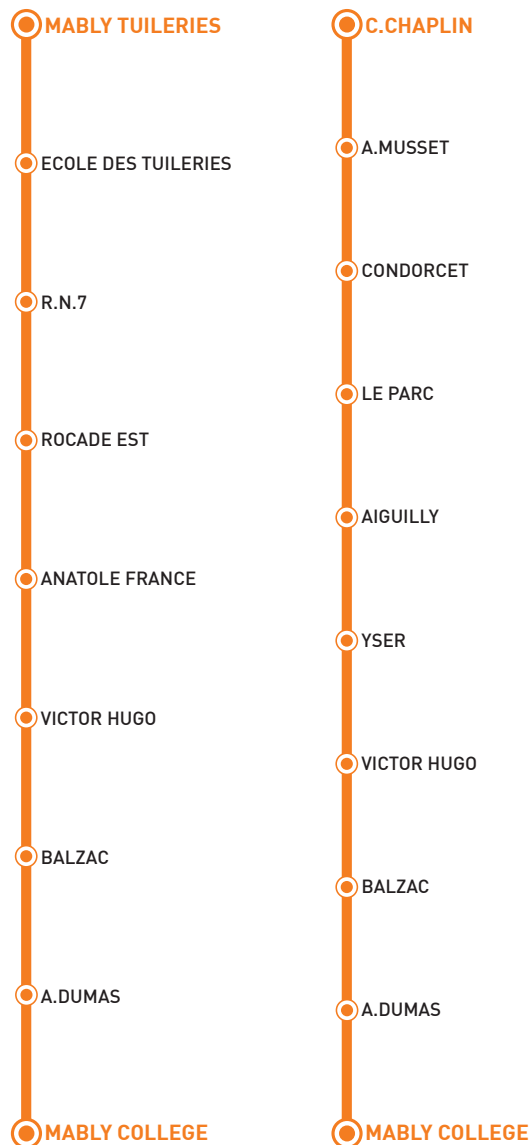 MABLY TUILERIES
ECOLE DES TUILERIES
R.N.7
ROCADE EST
ANATOLE FRANCE
VICTOR HUGO
BALZAC
A.DUMAS
MABLY COLLEGE
C.CHAPLIN
A.MUSSET
CONDORCET
LE PARC
AIGUILLY
YSER
VICTOR HUGO
BALZAC
A.DUMAS
MABLY COLLEGE